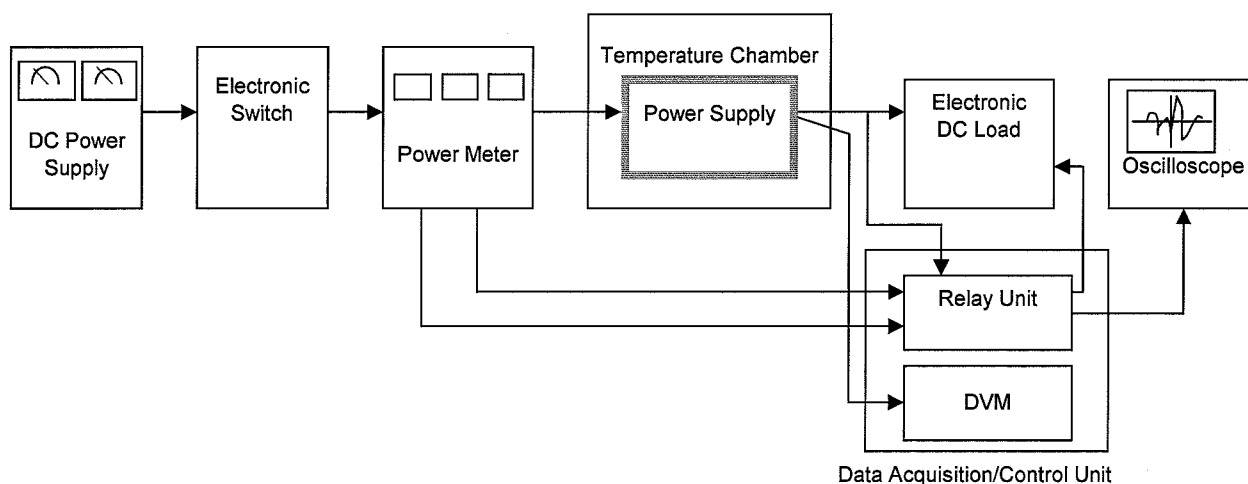 DC Power
Supply
Electronic
Switch
Power Meter
Temperature Chamber
Power Supply
Electronic
DC Load
Oscilloscope
Relay Unit
DVM
Data Acquisition/Control Unit